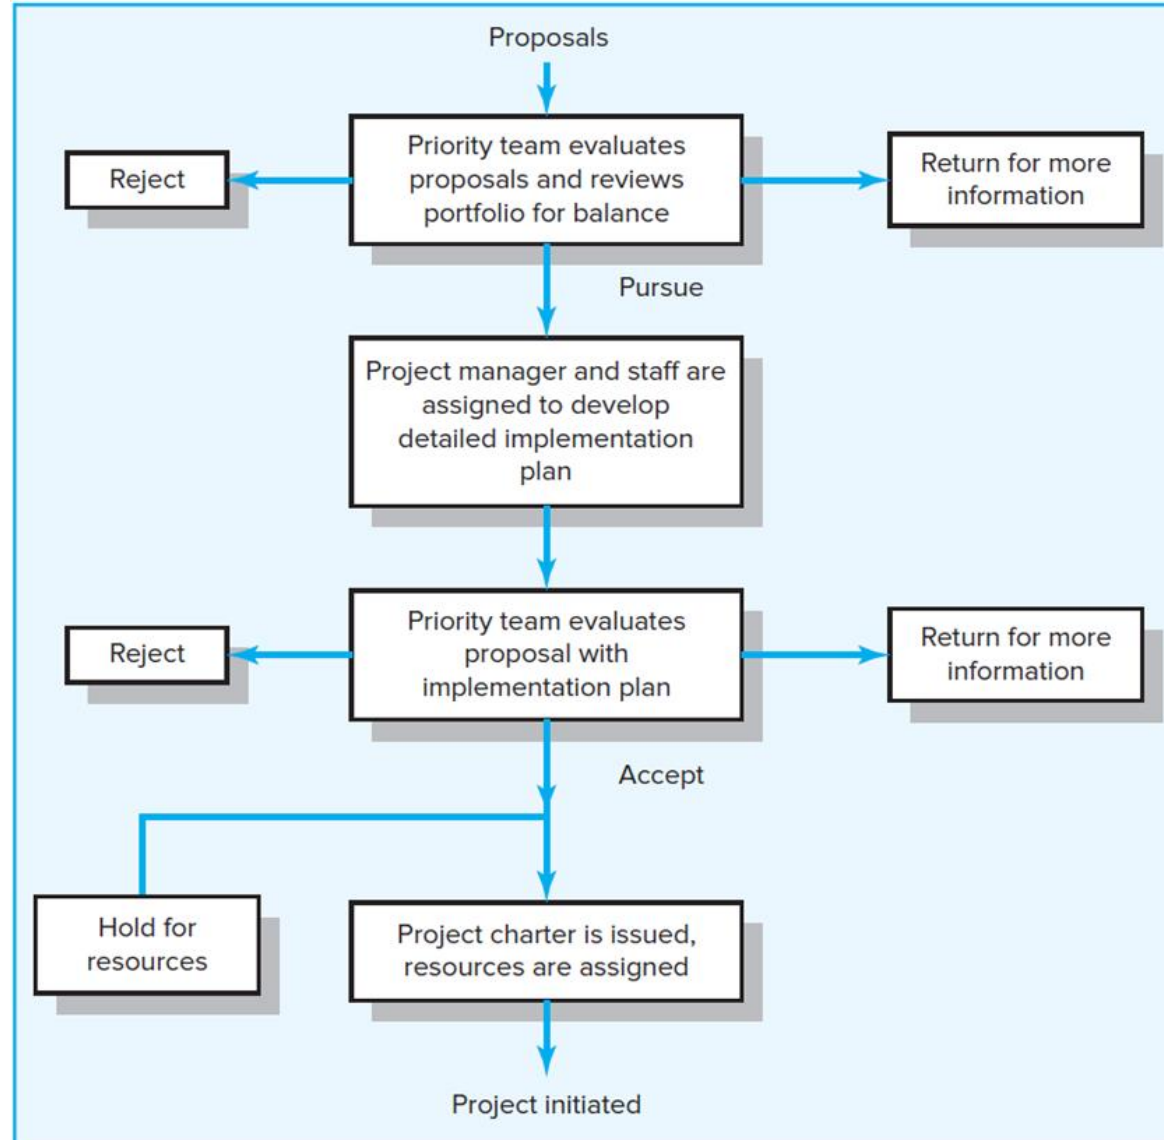 Proposals
Priority team evaluates
proposals and reviews
portfolio for balance
Reject
Return for more
information
Pursue
Project manager and staff are
assigned to develop
detailed implementation
plan
Priority team evaluates
proposal with
implementation plan
Reject
Return for more
information
Accept
Hold for
resources
Project charter is issued,
resources are assigned
Project initiated